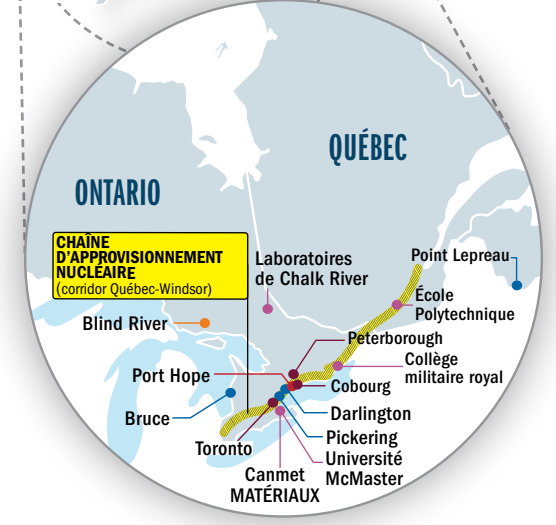 QUÉBEC
ONTARIO
CHAÎNE
D'APPROVISIONNEMENT
NUCLÉAIRE
(corridor Québec-Windsor)
Laboratoires
de Chalk River
Point Lepreau
École
Polytechnique
Blind River
Peterborough
Collège
militaire royal
Port Hope
Cobourg
Bruce
Darlington
Pickering
Toronto
Université
McMaster
Canmet
MATÉRIAUX